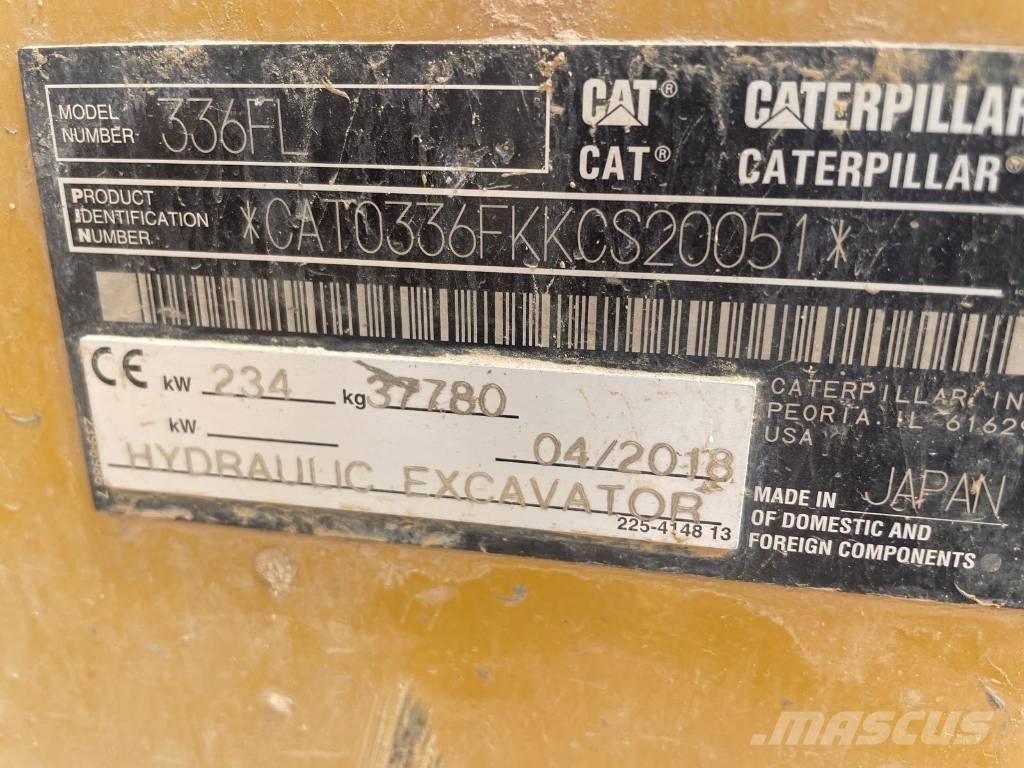 MODEL NUMBER 336FL
CAT® CATERPILLAR
CAT® CATERPILLAR®
PRODUCT IDENTIFICATION NUMBER *CAT0336FKKCS20051*
CE kW 234 kg 37780
kW
04/2018
HYDRAULIC EXCAVATOR
225-4148 13
CATERPILLAR IN
PEORIA IL 61629
USA
MADE IN JAPAN
OF DOMESTIC AND
FOREIGN COMPONENTS
MASCUS